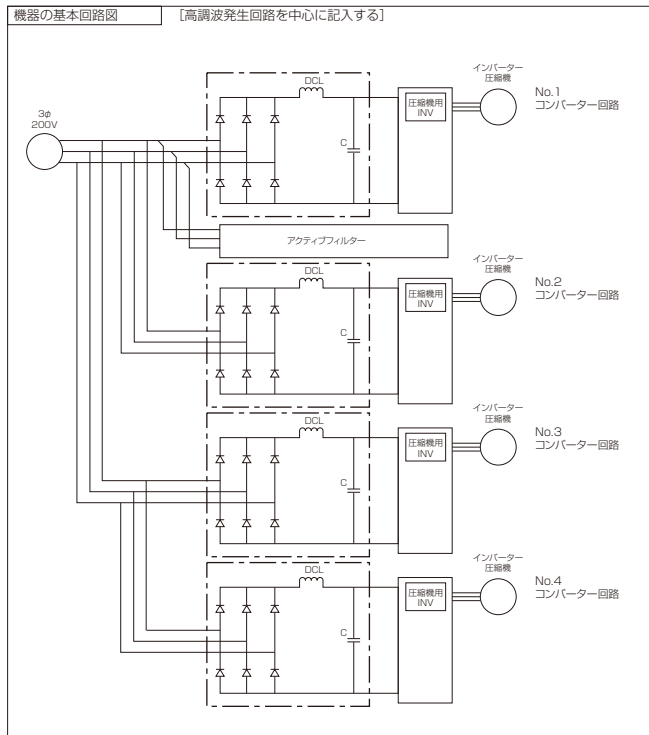 機器の基本回路図
[高調波発生回路を中心に記入する]
3φ
200V
DCL
C
圧縮機用
INV
インバーター
圧縮機
No.1
コンバーター回路
アクティブフィルター
DCL
C
圧縮機用
INV
インバーター
圧縮機
No.2
コンバーター回路
DCL
C
圧縮機用
INV
インバーター
圧縮機
No.3
コンバーター回路
DCL
C
圧縮機用
INV
インバーター
圧縮機
No.4
コンバーター回路